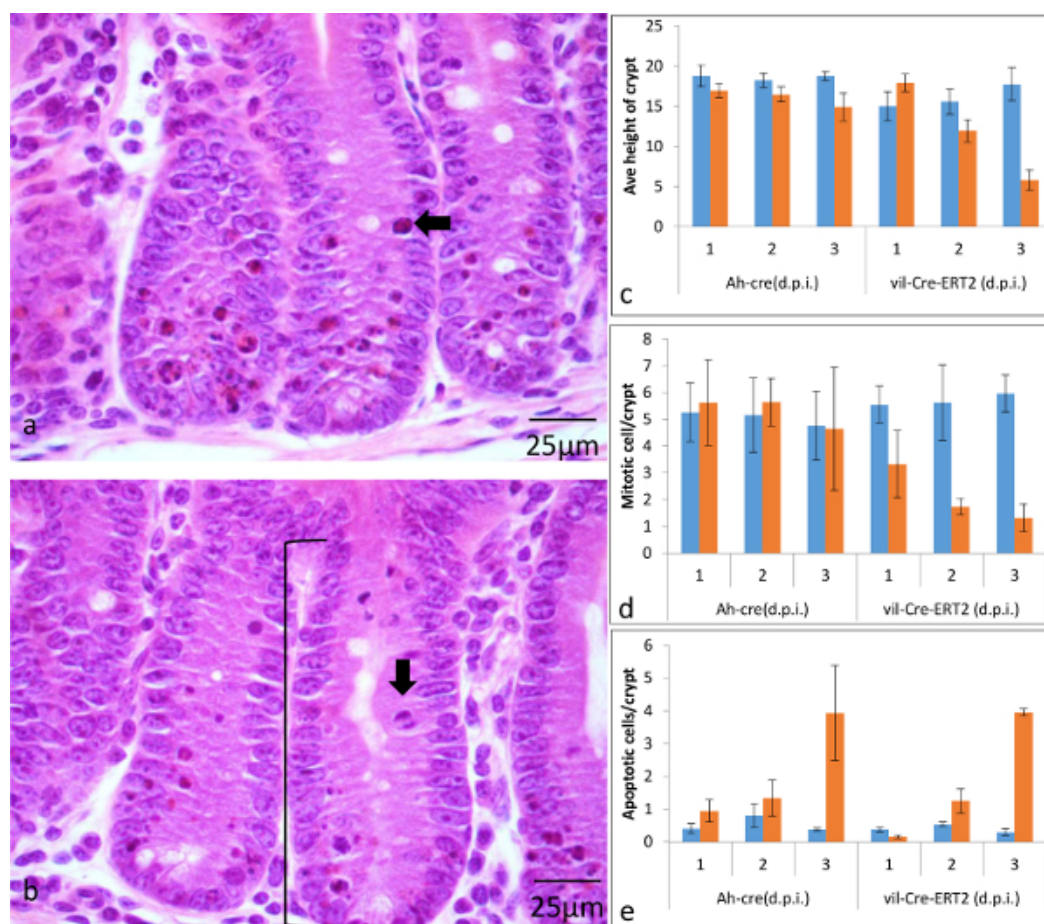 a
25μm
b
25μm
Ave height of crypt
25
20
15
10
5
0
1 2 3 1 2 3
Ah-cre(d.p.i.) vil-Cre-ERT2 (d.p.i.)
c
Mitotic cell/crypt
8
7
6
5
4
3
2
1
0
1 2 3 1 2 3
Ah-cre(d.p.i.) vil-Cre-ERT2 (d.p.i.)
d
Apoptotic cells/crypt
6
5
4
3
2
1
0
1 2 3 1 2 3
Ah-cre(d.p.i.) vil-Cre-ERT2 (d.p.i.)
e